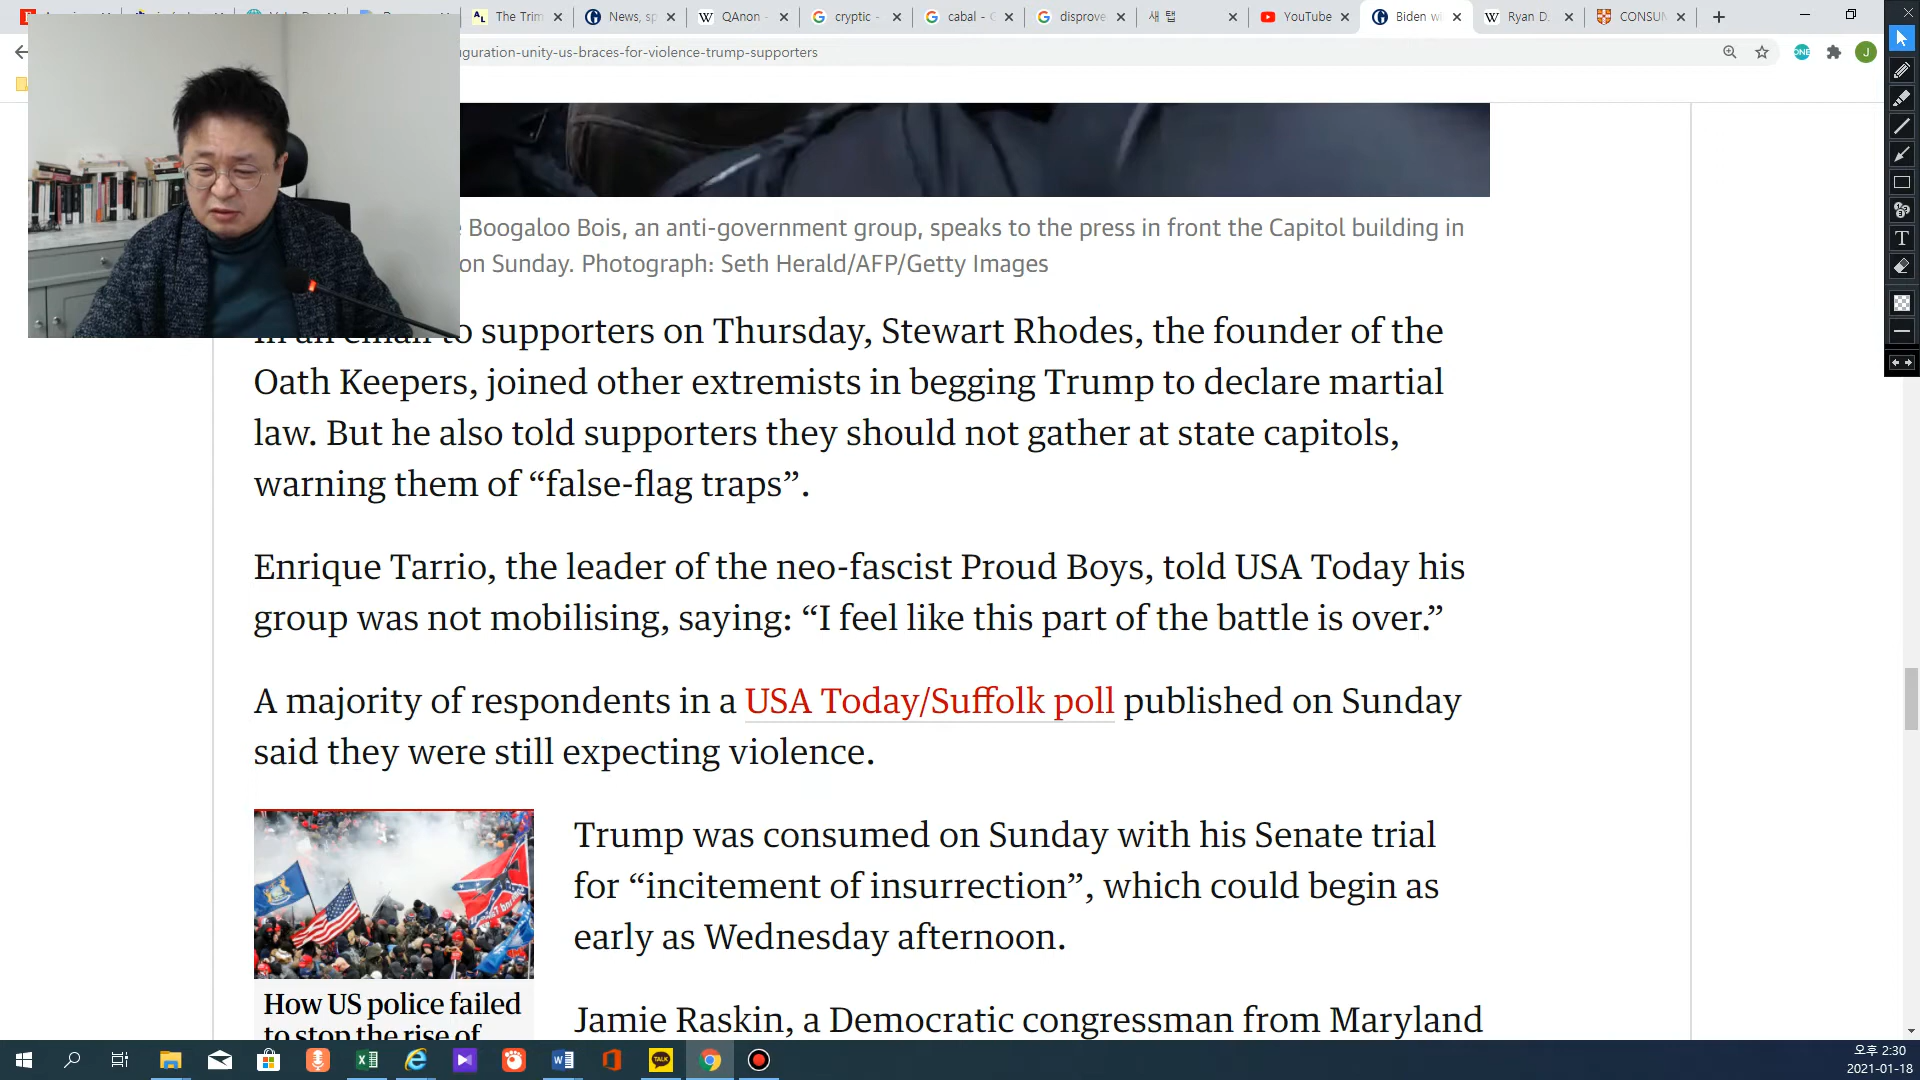 The Trim
News, sp
QAnon -
cryptic -
cabal - G
disprove
새 탭
YouTube
Biden wi
Ryan D.
CONSUM
guration-unity-us-braces-for-violence-trump-supporters
ONE
J
Boogaloo Bois, an anti-government group, speaks to the press in front the Capitol building in
on Sunday. Photograph: Seth Herald/AFP/Getty Images
In an email to supporters on Thursday, Stewart Rhodes, the founder of the
Oath Keepers, joined other extremists in begging Trump to declare martial
law. But he also told supporters they should not gather at state capitols,
warning them of “false-flag traps”.
Enrique Tarrio, the leader of the neo-fascist Proud Boys, told USA Today his
group was not mobilising, saying: “I feel like this part of the battle is over.”
A majority of respondents in a USA Today/Suffolk poll published on Sunday
said they were still expecting violence.
Trump was consumed on Sunday with his Senate trial
for “incitement of insurrection”, which could begin as
early as Wednesday afternoon.
How US police failed
to stop the rise of
Jamie Raskin, a Democratic congressman from Maryland
TALK
오후 2:30
2021-01-18